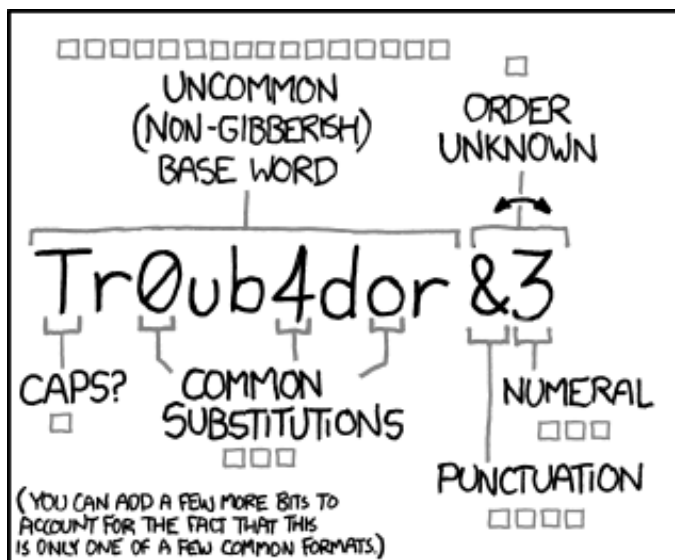 UNCOMMON
(NON-GIBBERISH)
BASE WORD
ORDER
UNKNOWN
Tr0ub4dor &3
CAPS?
COMMON
SUBSTITUTIONS
NUMERAL
PUNCTUATION
(YOU CAN ADD A FEW MORE BITS TO
ACCOUNT FOR THE FACT THAT THIS
IS ONLY ONE OF A FEW COMMON FORMATS.)